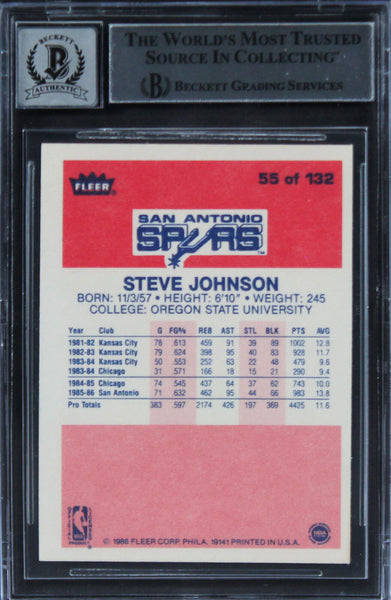 BECKETT
AUTHENTIC
THE WORLD'S MOST TRUSTED
SOURCE IN COLLECTING™
BECKETT GRADING SERVICES
FLEER
55 of 132
SAN ANTONIO
SPURS™
STEVE JOHNSON
BORN: 11/3/57 • HEIGHT: 6'10" • WEIGHT: 245
COLLEGE: OREGON STATE UNIVERSITY
Year Club G FG% REB AST STL BLK PTS AVG
1981-82 Kansas City 78 .613 459 91 39 89 1002 12.8
1982-83 Kansas City 79 .624 398 95 40 83 928 11.7
1983-84 Kansas City 50 .553 252 63 22 48 479 9.6
1983-84 Chicago 31 .571 166 18 15 21 290 9.4
1984-85 Chicago 74 .545 437 64 37 62 743 10.0
1985-86 San Antonio 71 .632 462 95 44 66 983 13.8
Pro Totals 383 .597 2174 426 197 369 4425 11.6
NBA
© 1986 FLEER CORP. PHILA. 19141 PRINTED IN U.S.A.